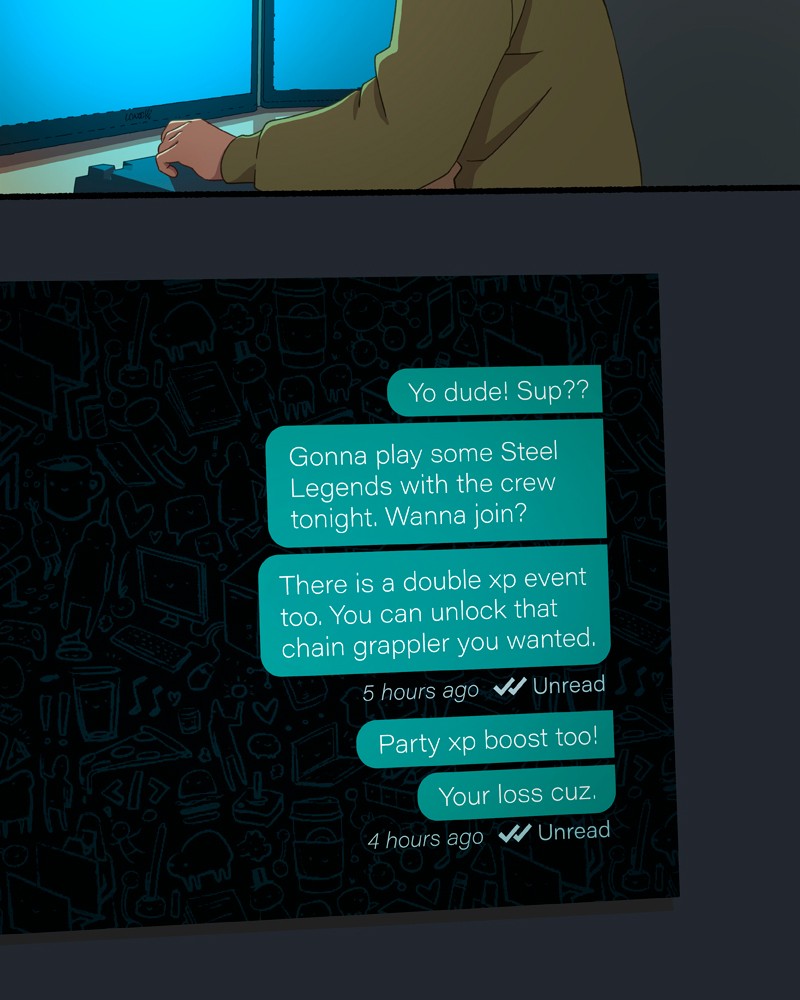 Yo dude! Sup??
Gonna play some Steel
Legends with the crew
tonight. Wanna join?
There is a double xp event
too. You can unlock that
chain grappler you wanted.
5 hours ago Unread
Party xp boost too!
Your loss cuz.
4 hours ago Unread